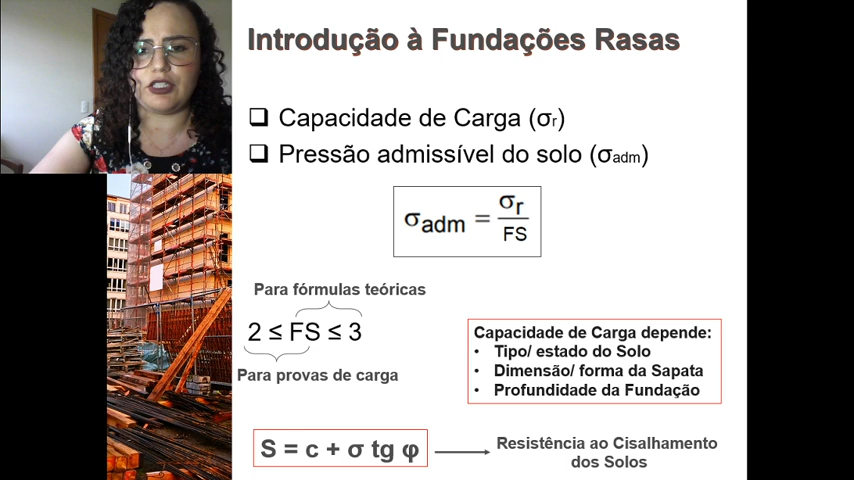 Introdução à Fundações Rasas
❑ Capacidade de Carga (σr)
❑ Pressão admissível do solo (σadm)
σadm = σr / FS
Para fórmulas teóricas
2 ≤ FS ≤ 3
Para provas de carga
Capacidade de Carga depende:
• Tipo/ estado do Solo
• Dimensão/ forma da Sapata
• Profundidade da Fundação
S = c + σ tg φ
Resistência ao Cisalhamento
dos Solos